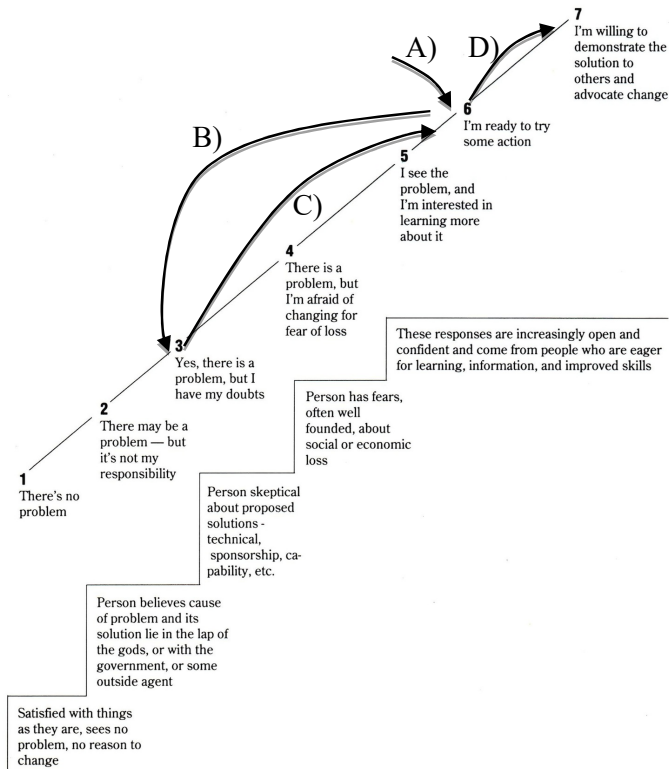 7
I'm willing to
demonstrate the
solution to
others and
advocate change
A)
D)
6
I'm ready to try
some action
B)
5
I see the
problem, and
I'm interested in
learning more
about it
C)
4
There is a
problem, but
I'm afraid of
changing for
fear of loss
3
Yes, there is a
problem, but I
have my doubts
2
There may be a
problem — but
it's not my
responsibility
1
There's no
problem
These responses are increasingly open and
confident and come from people who are eager
for learning, information, and improved skills
Person has fears,
often well
founded, about
social or economic
loss
Person skeptical
about proposed
solutions -
technical,
sponsorship, ca-
pability, etc.
Person believes cause
of problem and its
solution lie in the lap of
the gods, or with the
government, or some
outside agent
Satisfied with things
as they are, sees no
problem, no reason to
change